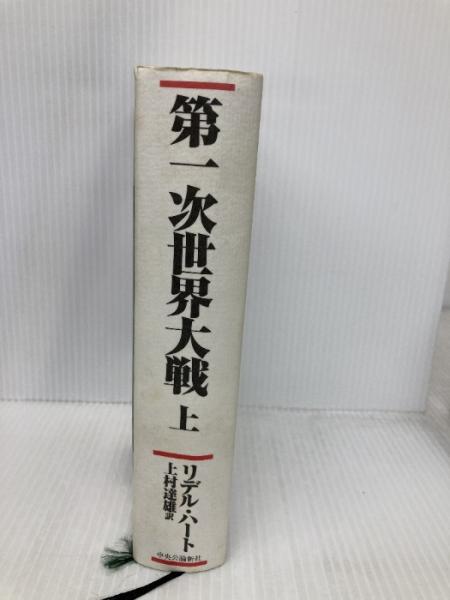 第一次世界大戦 上
リデル・ハート
上村達雄 訳
中央公論新社